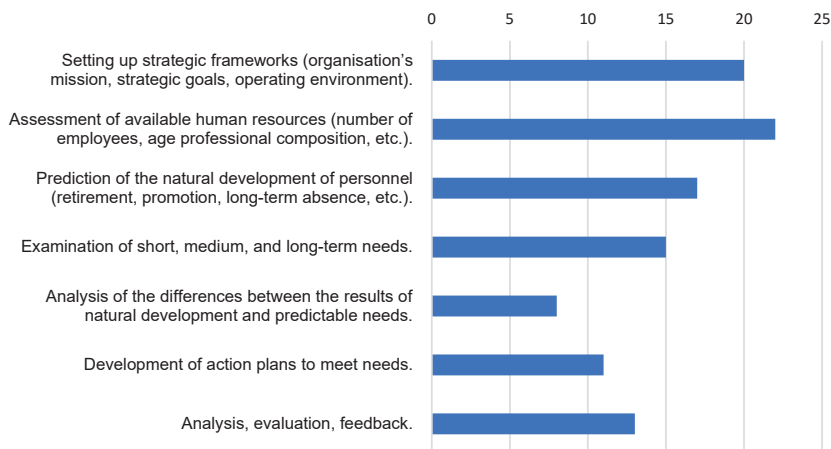 0 5 10 15 20 25
Setting up strategic frameworks (organisation's
mission, strategic goals, operating environment).
Assessment of available human resources (number of
employees, age professional composition, etc.).
Prediction of the natural development of personnel
(retirement, promotion, long-term absence, etc.).
Examination of short, medium, and long-term needs.
Analysis of the differences between the results of
natural development and predictable needs.
Development of action plans to meet needs.
Analysis, evaluation, feedback.